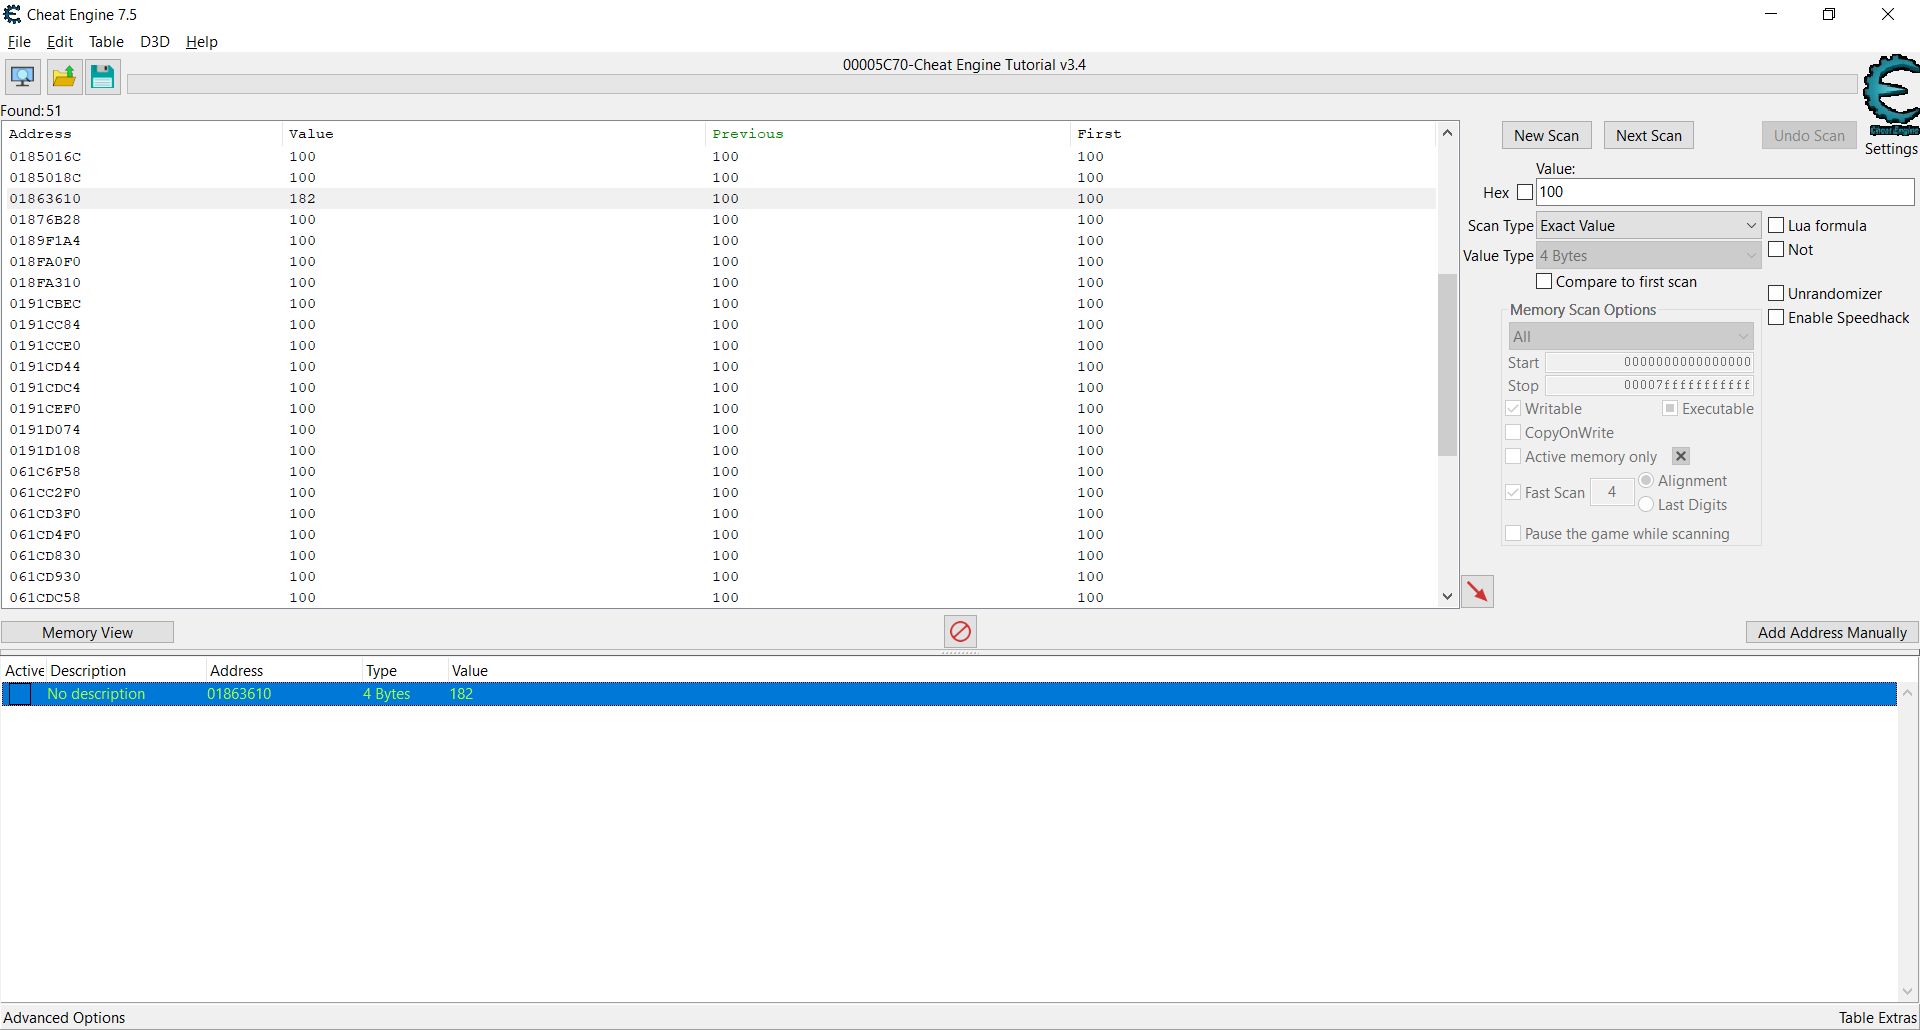 Cheat Engine 7.5
File Edit Table D3D Help
00005C70-Cheat Engine Tutorial v3.4
Found:51
Address Value Previous First
0185016C 100 100 100
0185018C 100 100 100
01863610 182 100 100
01876B28 100 100 100
0189F1A4 100 100 100
018FA0F0 100 100 100
018FA310 100 100 100
0191CBEC 100 100 100
0191CC84 100 100 100
0191CCE0 100 100 100
0191CD44 100 100 100
0191CDC4 100 100 100
0191CEF0 100 100 100
0191D074 100 100 100
0191D108 100 100 100
061C6F58 100 100 100
061CC2F0 100 100 100
061CD3F0 100 100 100
061CD4F0 100 100 100
061CD830 100 100 100
061CD930 100 100 100
061CDC58 100 100 100
New Scan Next Scan Undo Scan
Cheat Engine
Settings
Value:
Hex 100
Scan Type Exact Value Lua formula
Value Type 4 Bytes Not
Compare to first scan
Unrandomizer
Memory Scan Options
Enable Speedhack
All
Start 0000000000000000
Stop 00007fffffffffff
Writable Executable
CopyOnWrite
Active memory only
Fast Scan 4 Alignment
Last Digits
Pause the game while scanning
Memory View Add Address Manually
Active Description Address Type Value
No description 01863610 4 Bytes 182
Advanced Options Table Extras